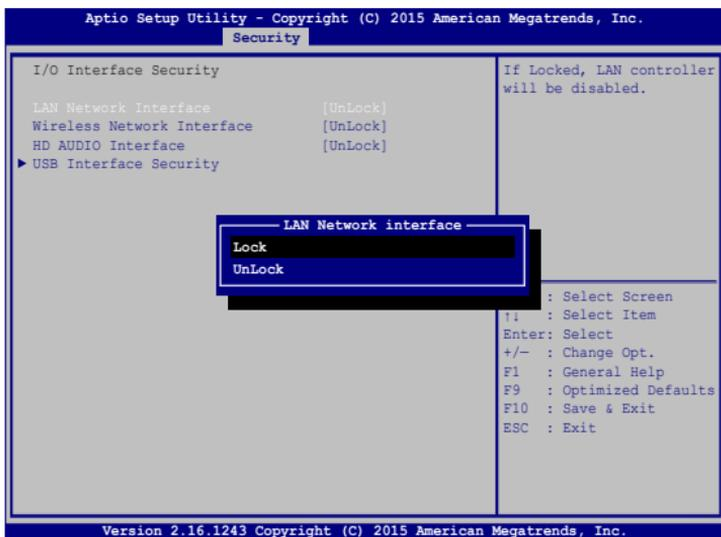 Aptio Setup Utility - Copyright (C) 2015 American Megatrends, Inc.
Security
I/O Interface Security
LAN Network Interface [UnLock]
Wireless Network Interface [UnLock]
HD AUDIO Interface [UnLock]
▶ USB Interface Security
If Locked, LAN controller
will be disabled.
LAN Network interface
Lock
UnLock
: Select Screen
↑↓ : Select Item
Enter: Select
+/− : Change Opt.
F1 : General Help
F9 : Optimized Defaults
F10 : Save & Exit
ESC : Exit
Version 2.16.1243 Copyright (C) 2015 American Megatrends, Inc.